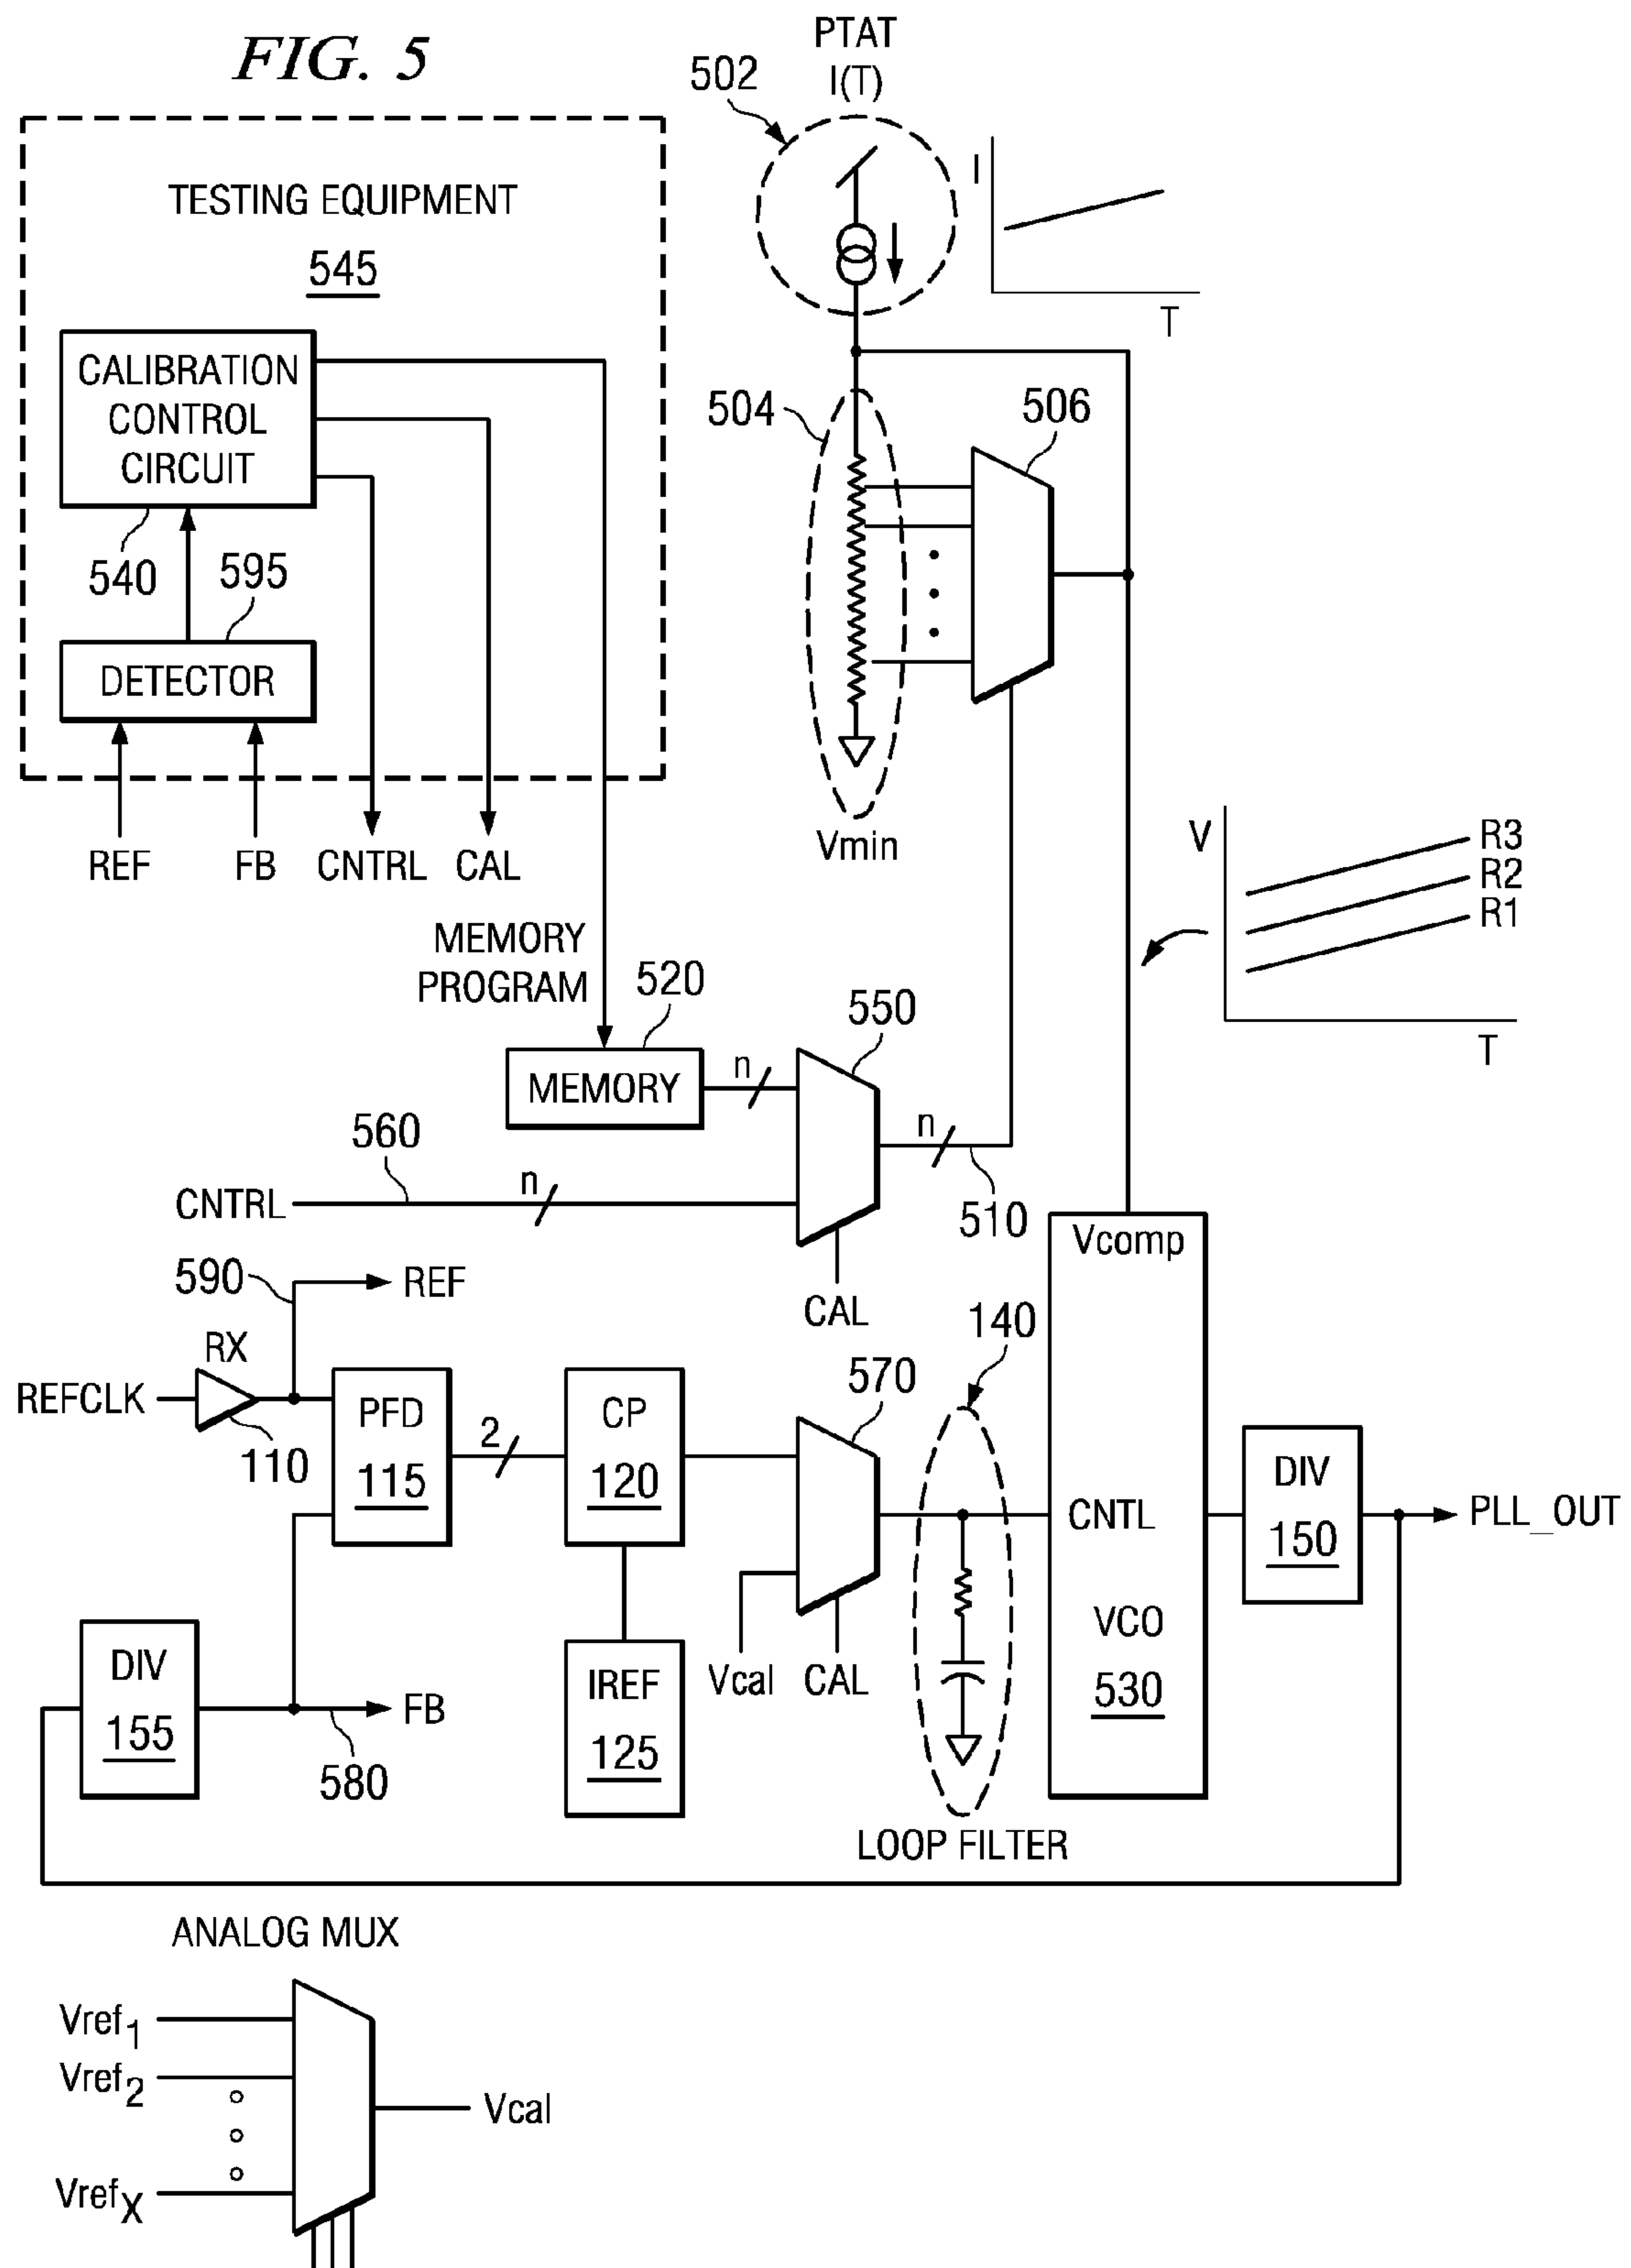 FIG. 5
PTAT
I(T)
502
I
T
TESTING EQUIPMENT
545
CALIBRATION
CONTROL
CIRCUIT
540
595
DETECTOR
REF
FB
CNTRL
CAL
504
506
Vmin
V
R3
R2
R1
T
MEMORY
PROGRAM
520
MEMORY
n
550
560
CNTRL
n
n
510
CAL
590
REF
RX
REFCLK
110
PFD
115
2
CP
120
570
140
Vcomp
CNTL
VCO
530
DIV
150
PLL_OUT
DIV
155
FB
580
IREF
125
Vcal
CAL
LOOP FILTER
ANALOG MUX
Vref1
Vref2
VrefX
Vcal